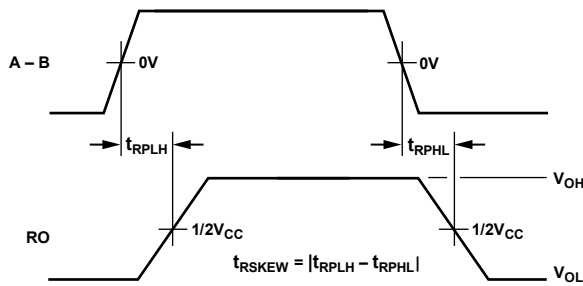 A – B
0V
0V
tRPLH
tRPHL
VOH
RO
1/2VCC
1/2VCC
tRSKEW = |tRPLH – tRPHL|
VOL